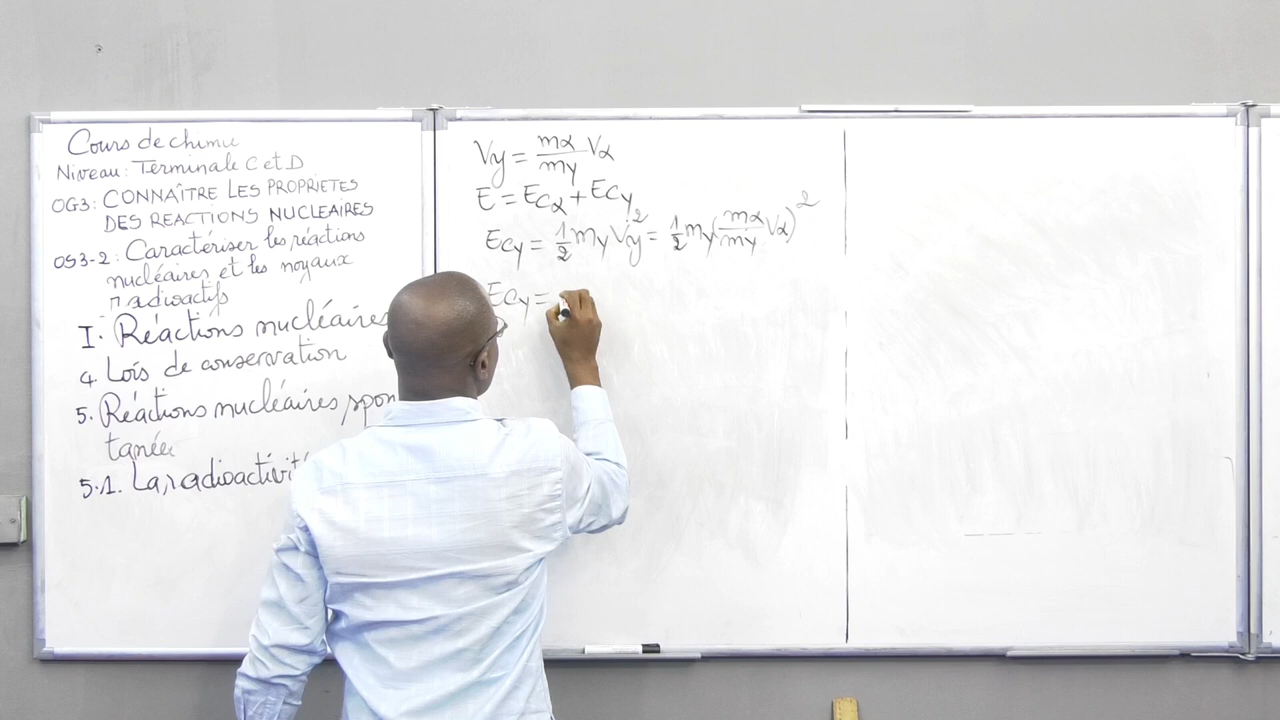 Cours de chimie
Niveau: Terminale C et D
OG3: CONNAÎTRE LES PROPRIETES
DES REACTIONS NUCLEAIRES
OS3-2: Caractériser les réactions
nucléaires et les noyaux
radioactifs
I. Réactions nucléaires
4. Lois de conservation
5. Réactions nucléaires spon
tanée
5.1. La radioactivité
Vy = mα/my Vα
E = Ecα + Ecy
Ecy = 1/2 my Vy² = 1/2 my (mα/my Vα)²
Ecy =